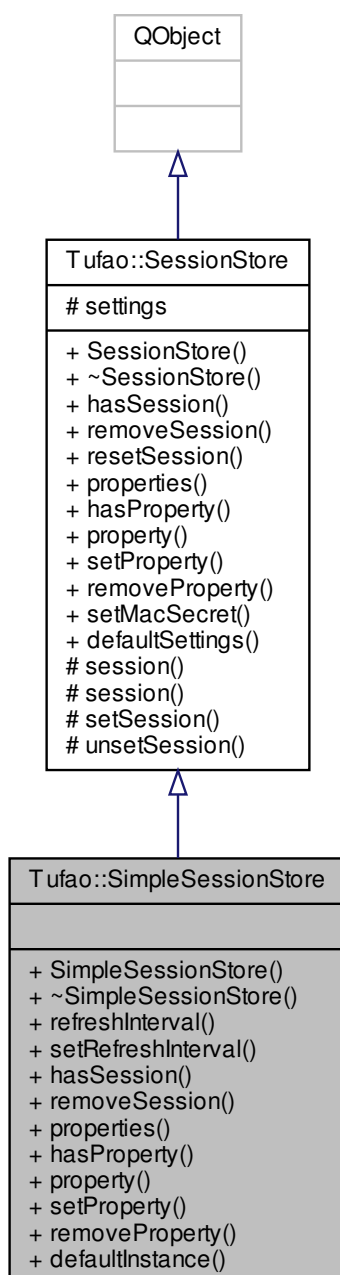 QObject
Tufao::SessionStore
# settings
+ SessionStore()
+ ~SessionStore()
+ hasSession()
+ removeSession()
+ resetSession()
+ properties()
+ hasProperty()
+ property()
+ setProperty()
+ removeProperty()
+ setMacSecret()
+ defaultSettings()
# session()
# session()
# setSession()
# unsetSession()
Tufao::SimpleSessionStore
+ SimpleSessionStore()
+ ~SimpleSessionStore()
+ refreshInterval()
+ setRefreshInterval()
+ hasSession()
+ removeSession()
+ properties()
+ hasProperty()
+ property()
+ setProperty()
+ removeProperty()
+ defaultInstance()